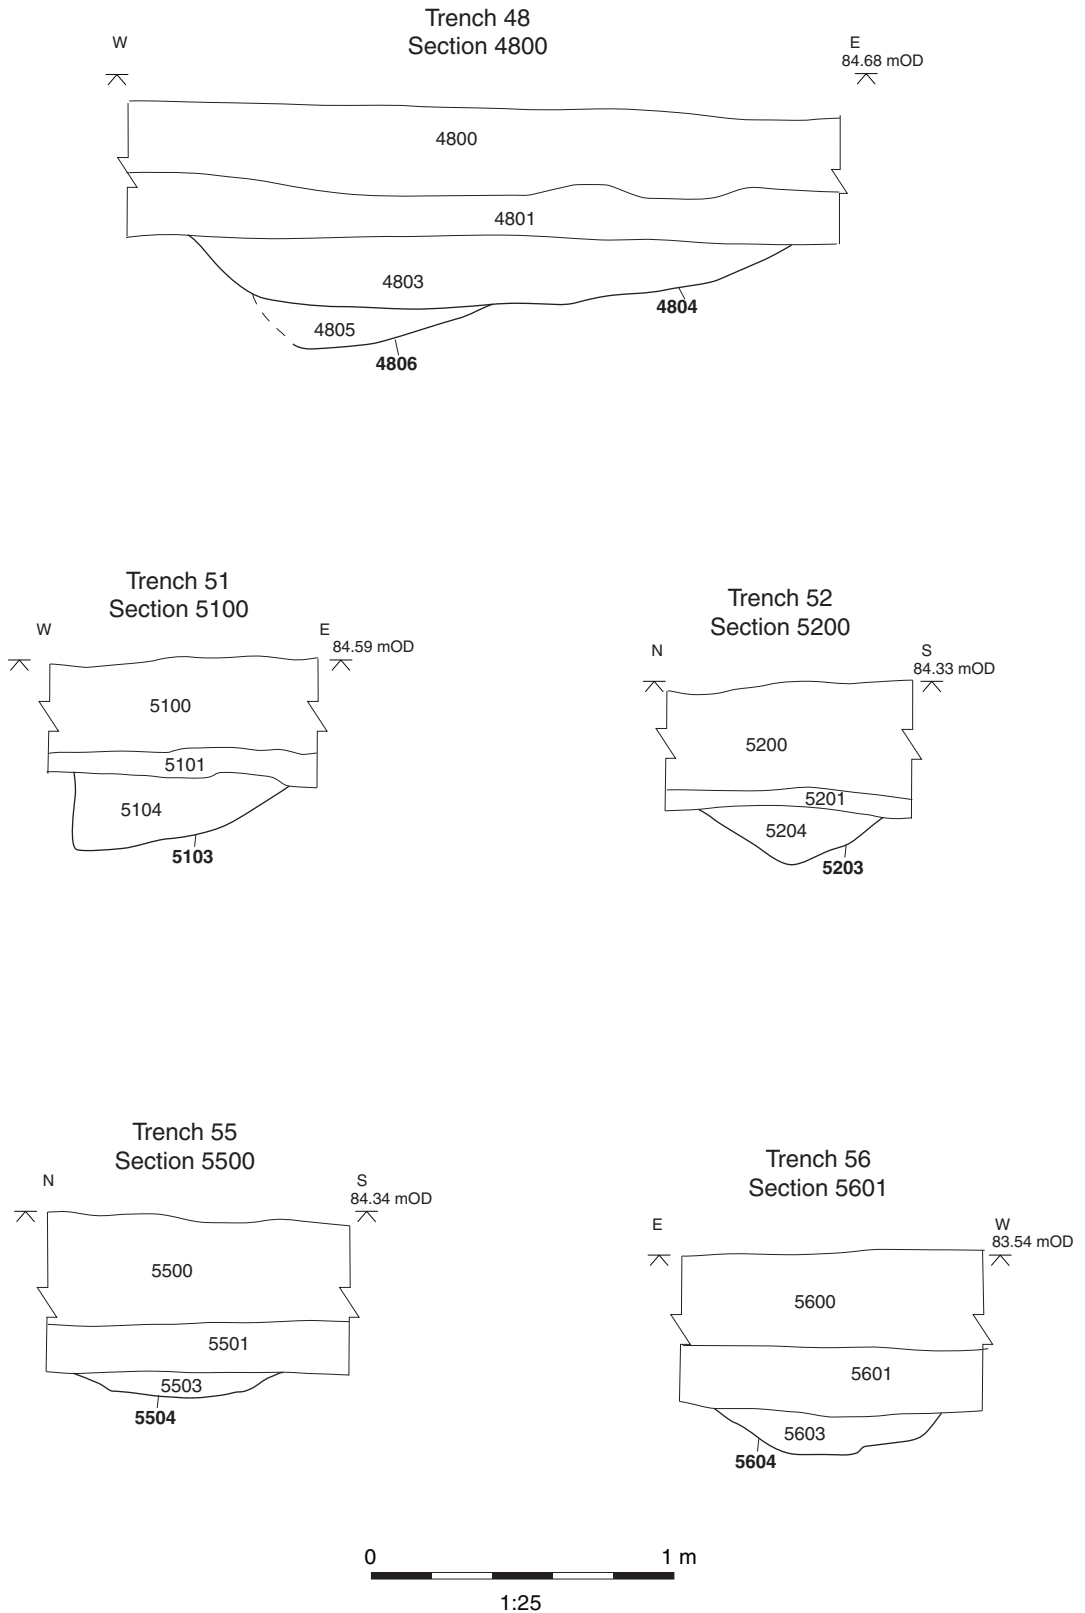 Trench 48
Section 4800
W
E
84.68 mOD
4800
4801
4803
4804
4805
4806
Trench 51
Section 5100
W
E
84.59 mOD
5100
5101
5104
5103
Trench 52
Section 5200
N
S
84.33 mOD
5200
5201
5204
5203
Trench 55
Section 5500
N
S
84.34 mOD
5500
5501
5503
5504
Trench 56
Section 5601
E
W
83.54 mOD
5600
5601
5603
5604
0
1 m
1:25